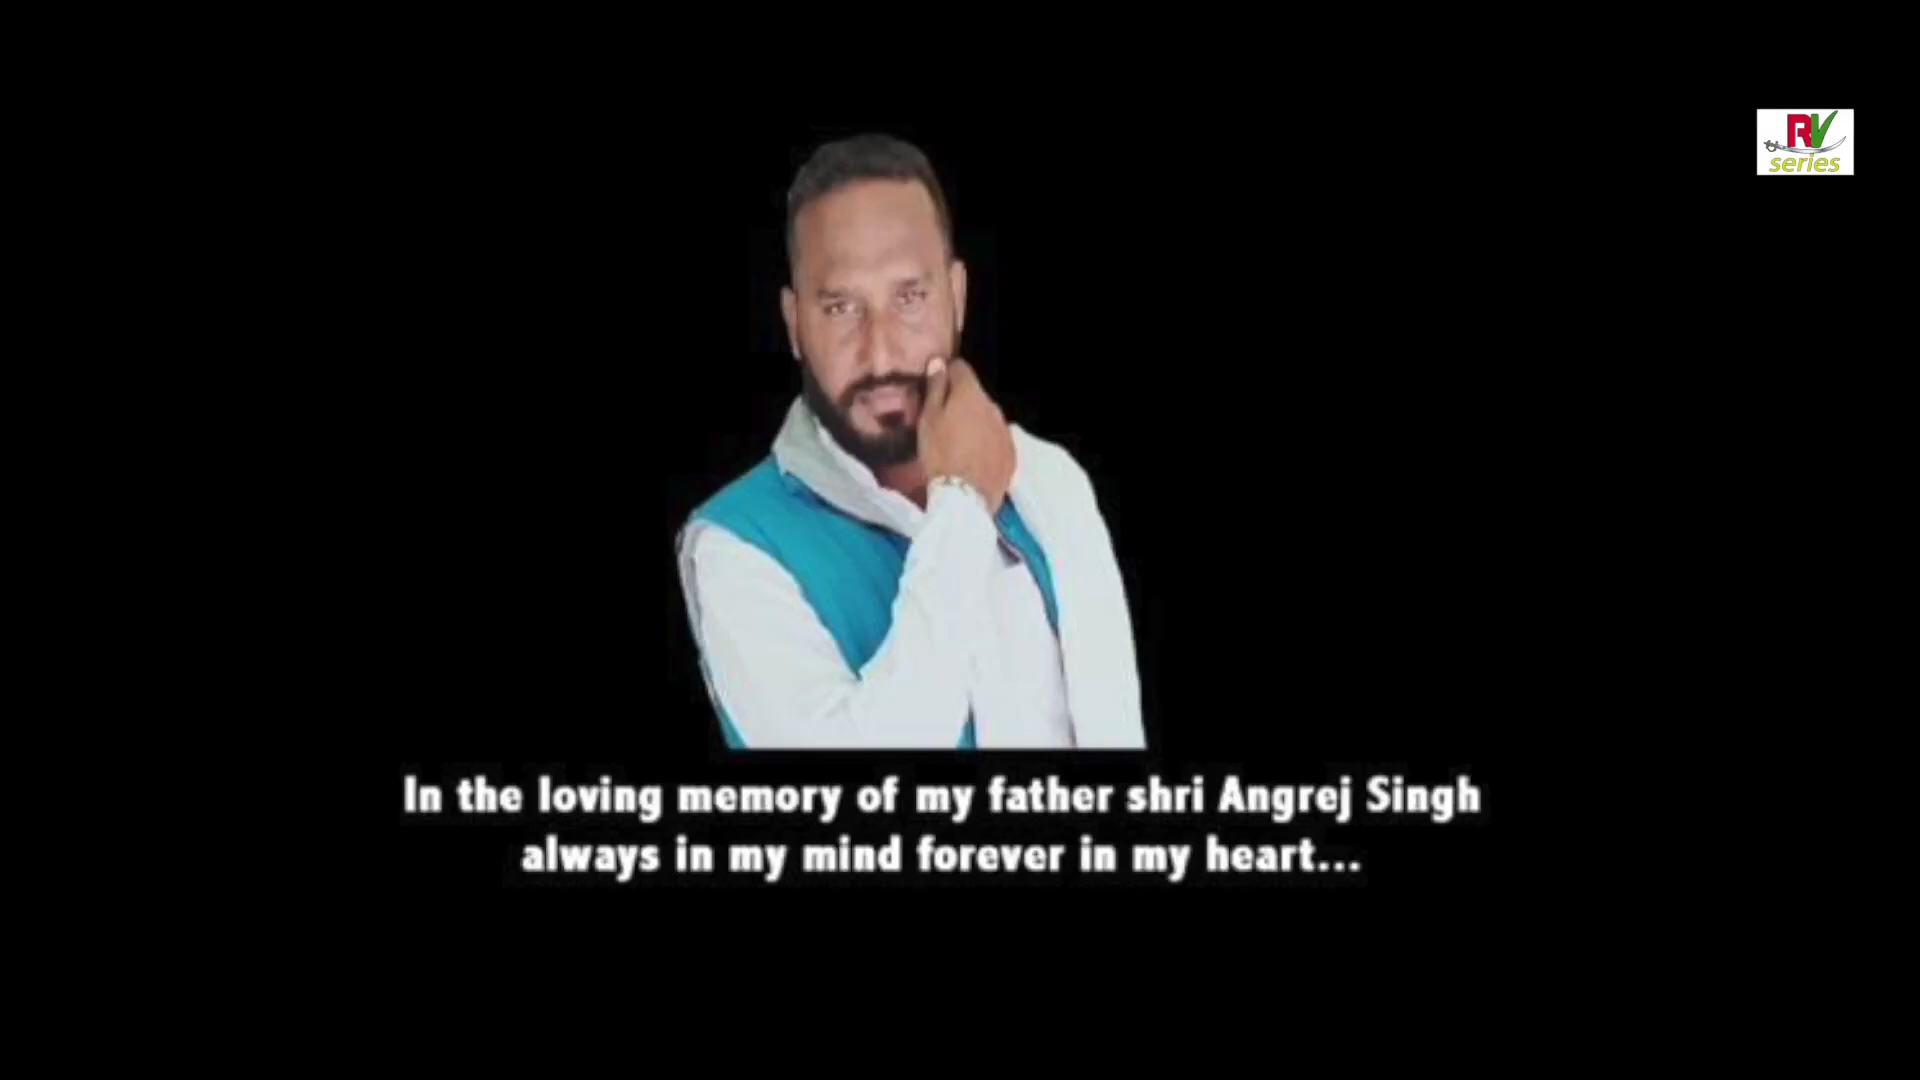 RV
series
In the loving memory of my father shri Angrej Singh
always in my mind forever in my heart...